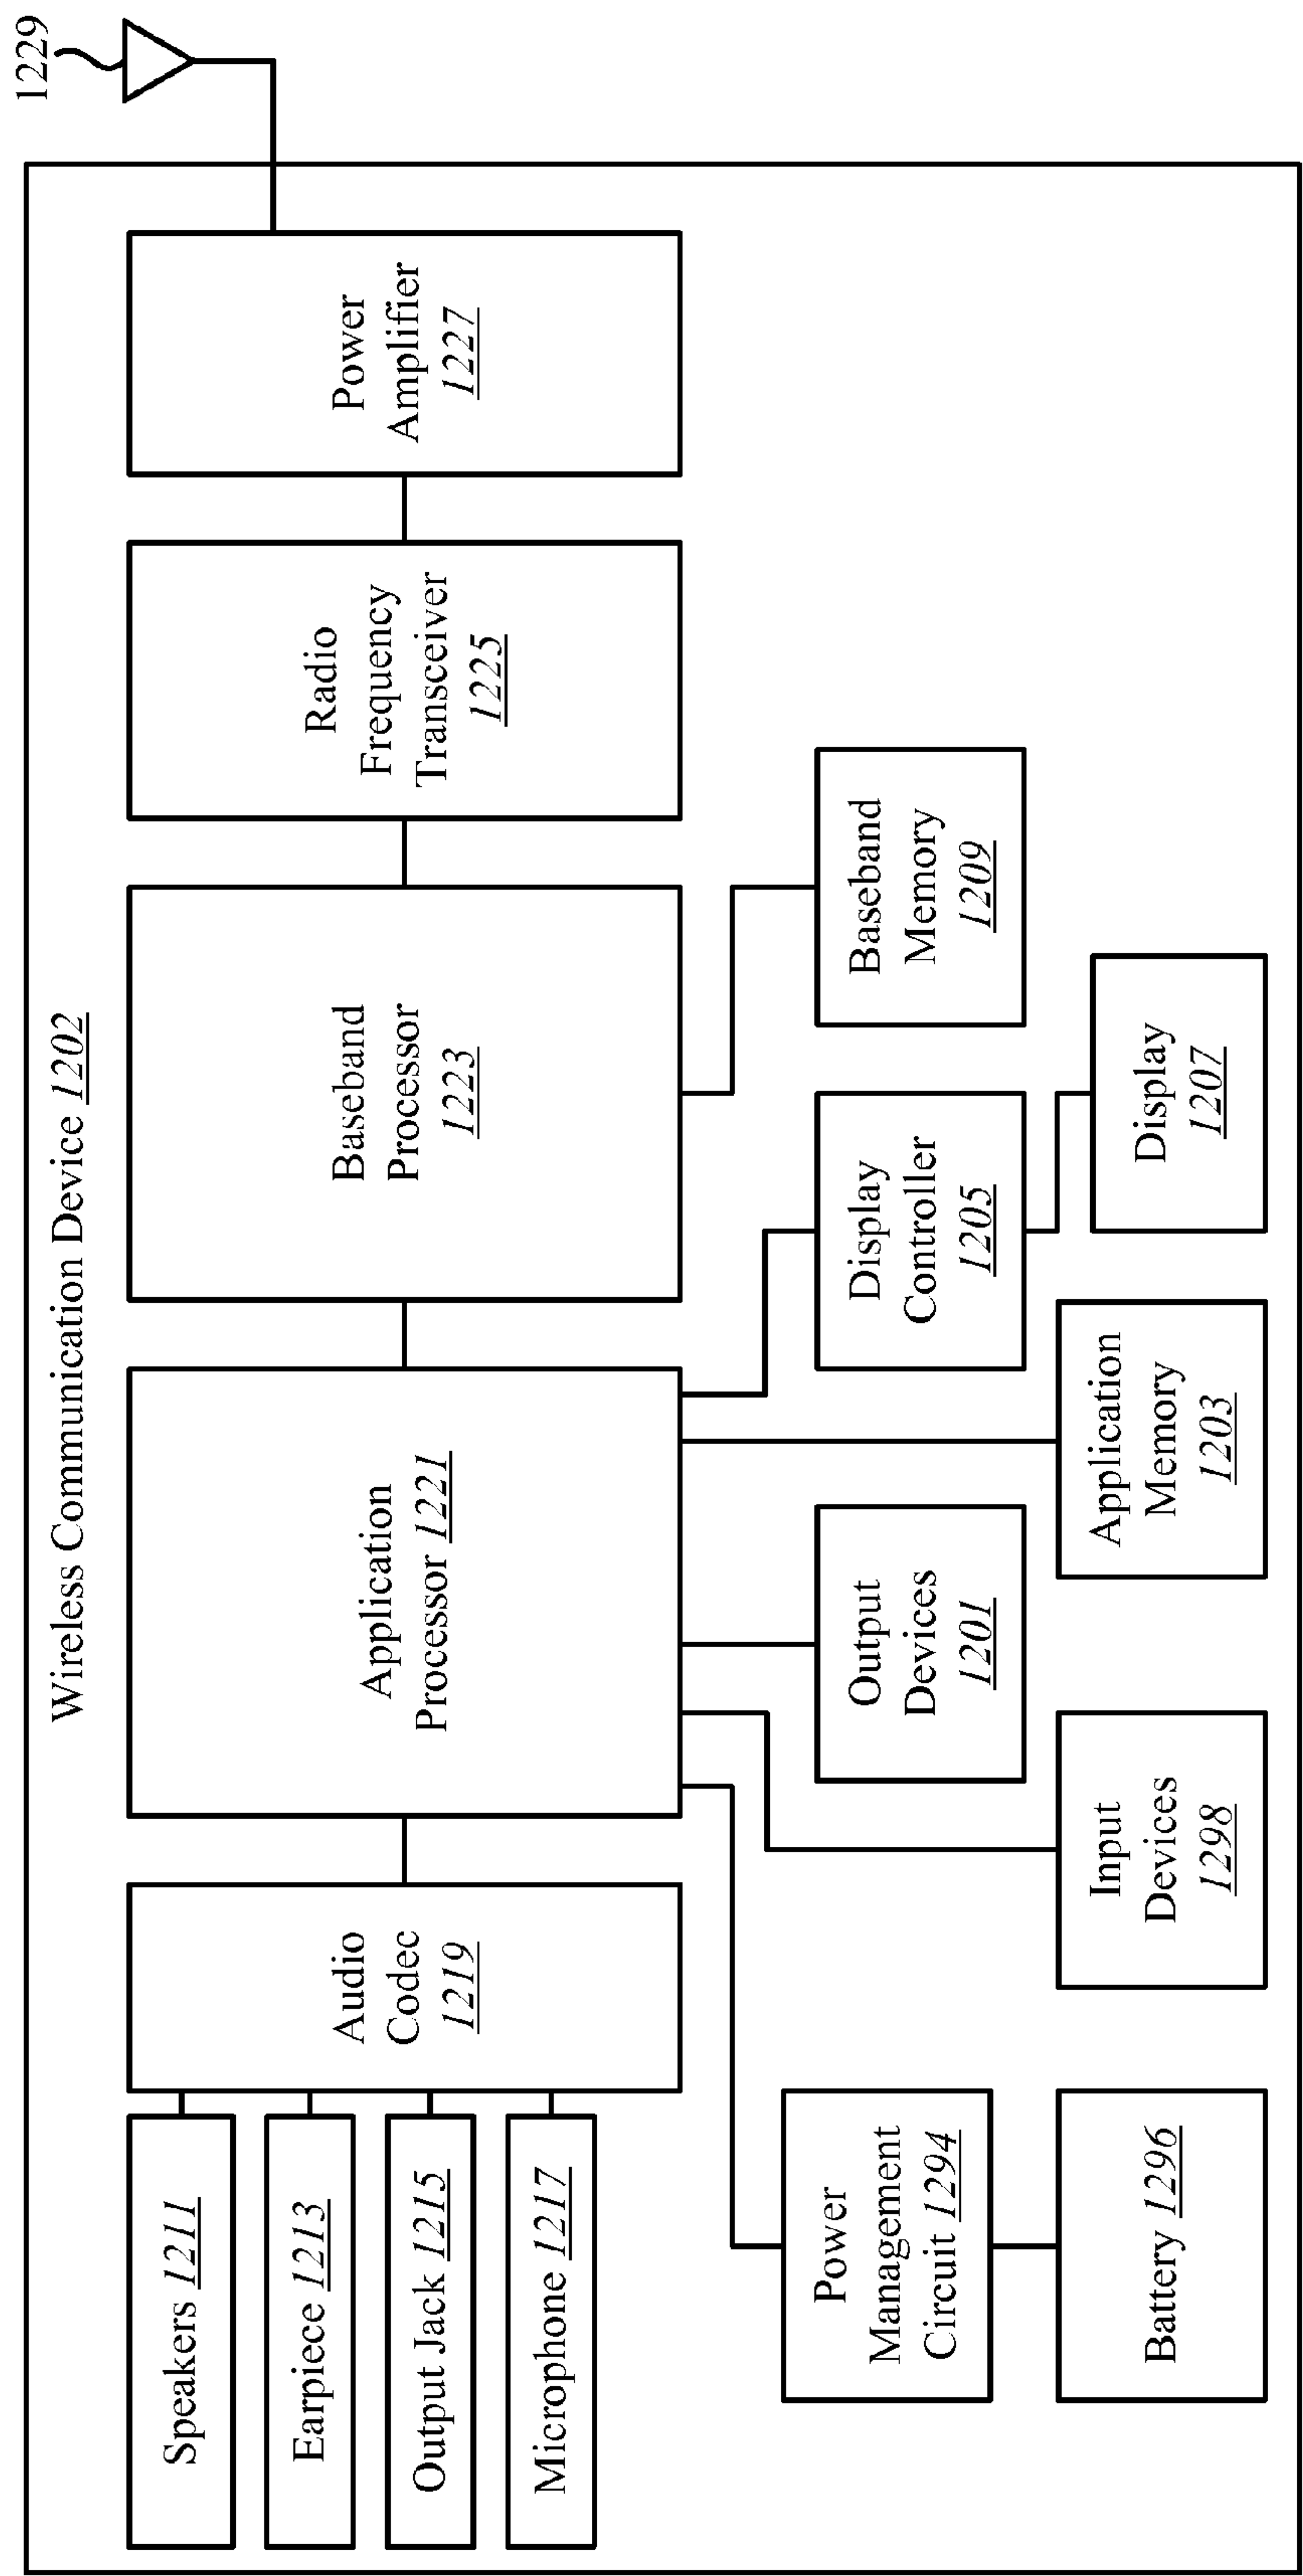 Wireless Communication Device 1202
1229
Speakers 1211
Earpiece 1213
Output Jack 1215
Microphone 1217
Audio
Codec
1219
Application
Processor 1221
Baseband
Processor
1223
Radio
Frequency
Transceiver
1225
Power
Amplifier
1227
Power
Management
Circuit 1294
Battery 1296
Input
Devices
1298
Output
Devices
1201
Application
Memory
1203
Display
Controller
1205
Display
1207
Baseband
Memory
1209